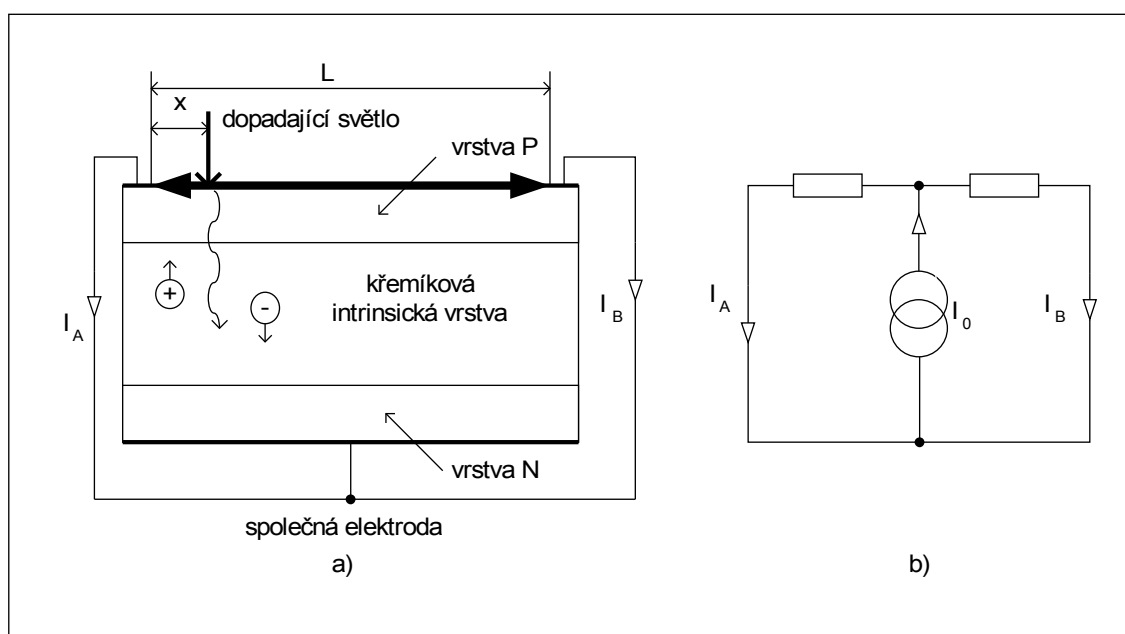 L
x
dopadající světlo
vrstva P
+
-
křemíková
intrinsická vrstva
I A
I B
vrstva N
společná elektroda
a)
I A
I 0
I B
b)